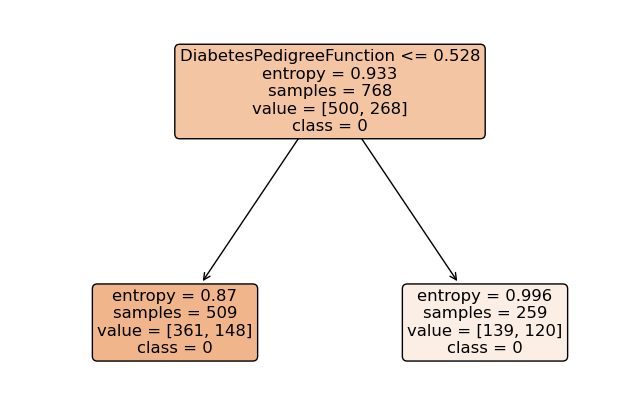 DiabetesPedigreeFunction <= 0.528
entropy = 0.933
samples = 768
value = [500, 268]
class = 0
entropy = 0.87
samples = 509
value = [361, 148]
class = 0
entropy = 0.996
samples = 259
value = [139, 120]
class = 0